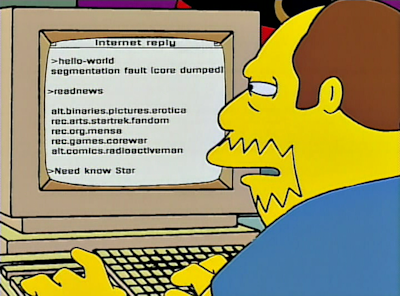 Internet reply
>hello-world
segmentation fault (core dumped)
>readnews
alt.binaries.pictures.erotica
rec.arts.startrek.fandom
rec.org.mensa
rec.games.corewar
alt.comics.radioactiveman
>Need know Star